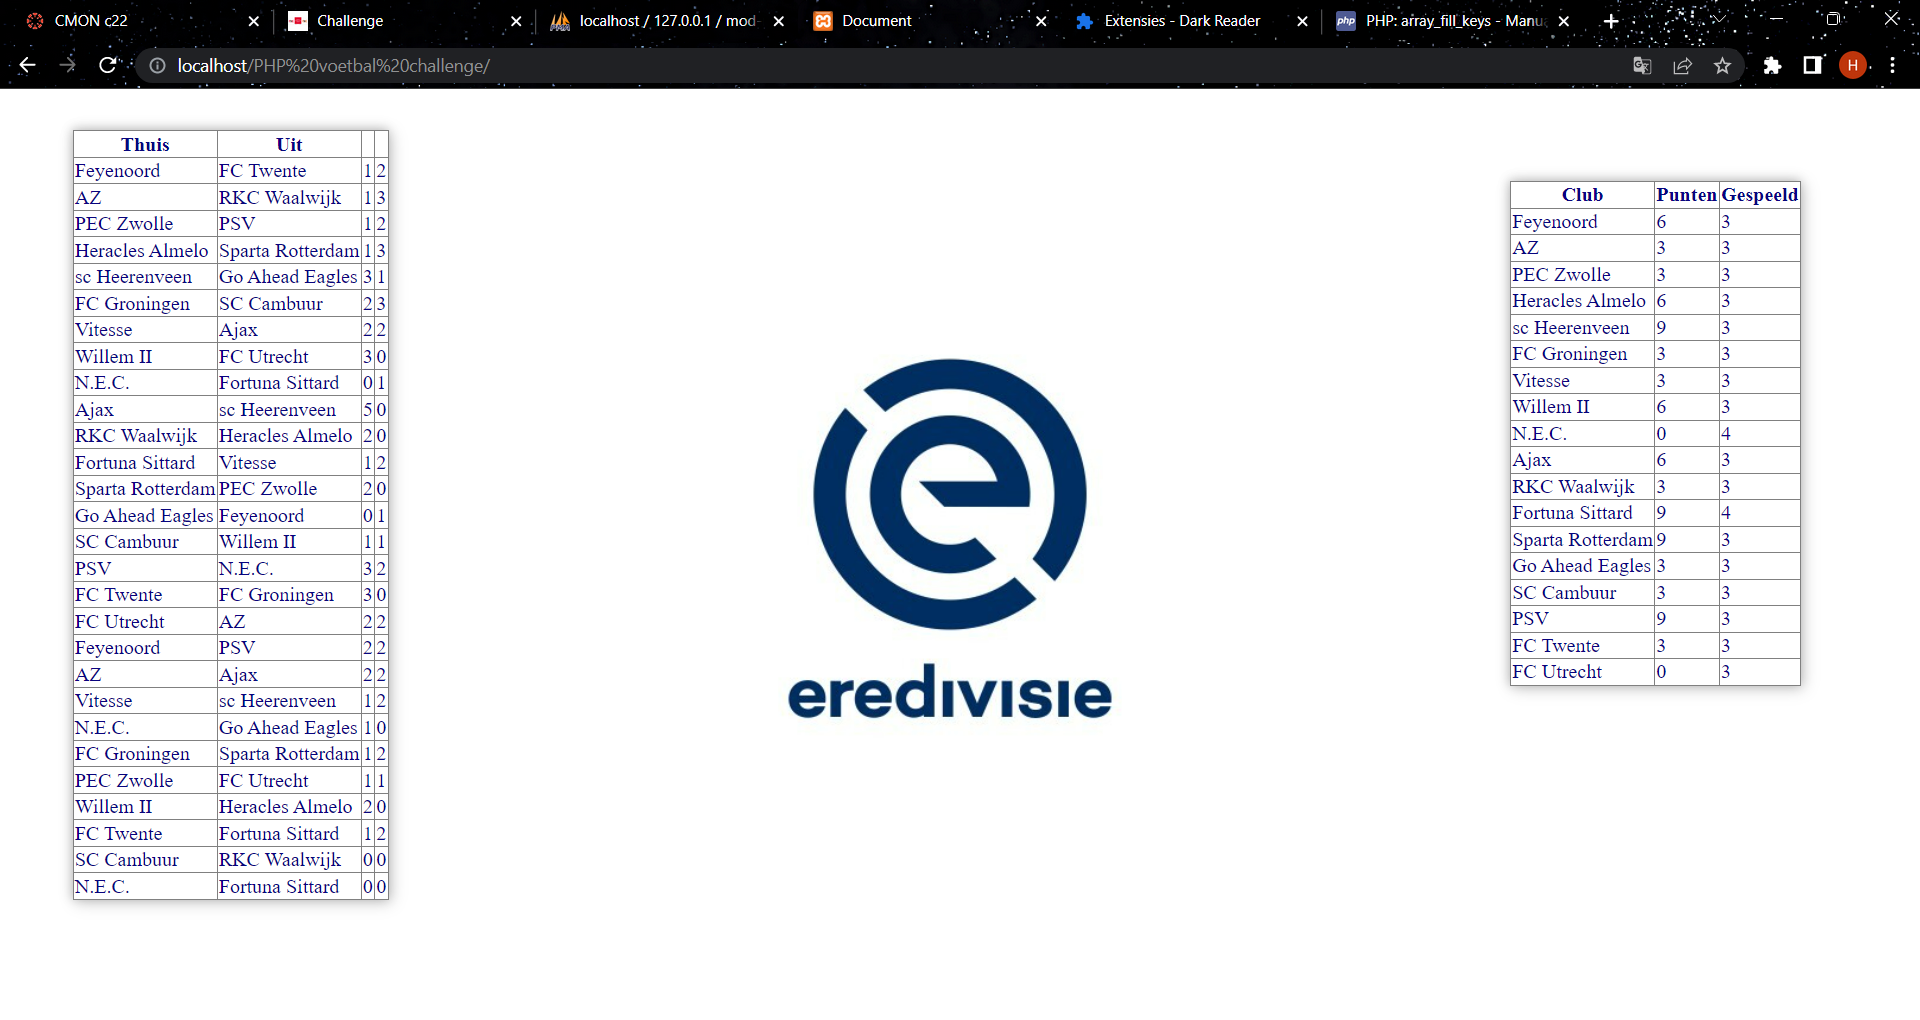 CMON c22
Challenge
localhost / 127.0.0.1 / mod
Document
Extensies - Dark Reader
PHP: array_fill_keys - Manu
localhost/PHP%20voetbal%20challenge/
H
Thuis Uit
Feyenoord FC Twente 1 2
AZ RKC Waalwijk 1 3
PEC Zwolle PSV 1 2
Heracles Almelo Sparta Rotterdam 1 3
sc Heerenveen Go Ahead Eagles 3 1
FC Groningen SC Cambuur 2 3
Vitesse Ajax 2 2
Willem II FC Utrecht 3 0
N.E.C. Fortuna Sittard 0 1
Ajax sc Heerenveen 5 0
RKC Waalwijk Heracles Almelo 2 0
Fortuna Sittard Vitesse 1 2
Sparta Rotterdam PEC Zwolle 2 0
Go Ahead Eagles Feyenoord 0 1
SC Cambuur Willem II 1 1
PSV N.E.C. 3 2
FC Twente FC Groningen 3 0
FC Utrecht AZ 2 2
Feyenoord PSV 2 2
AZ Ajax 2 2
Vitesse sc Heerenveen 1 2
N.E.C. Go Ahead Eagles 1 0
FC Groningen Sparta Rotterdam 1 2
PEC Zwolle FC Utrecht 1 1
Willem II Heracles Almelo 2 0
FC Twente Fortuna Sittard 1 2
SC Cambuur RKC Waalwijk 0 0
N.E.C. Fortuna Sittard 0 0
e
eredivisie
Club Punten Gespeeld
Feyenoord 6 3
AZ 3 3
PEC Zwolle 3 3
Heracles Almelo 6 3
sc Heerenveen 9 3
FC Groningen 3 3
Vitesse 3 3
Willem II 6 3
N.E.C. 0 4
Ajax 6 3
RKC Waalwijk 3 3
Fortuna Sittard 9 4
Sparta Rotterdam 9 3
Go Ahead Eagles 3 3
SC Cambuur 3 3
PSV 9 3
FC Twente 3 3
FC Utrecht 0 3